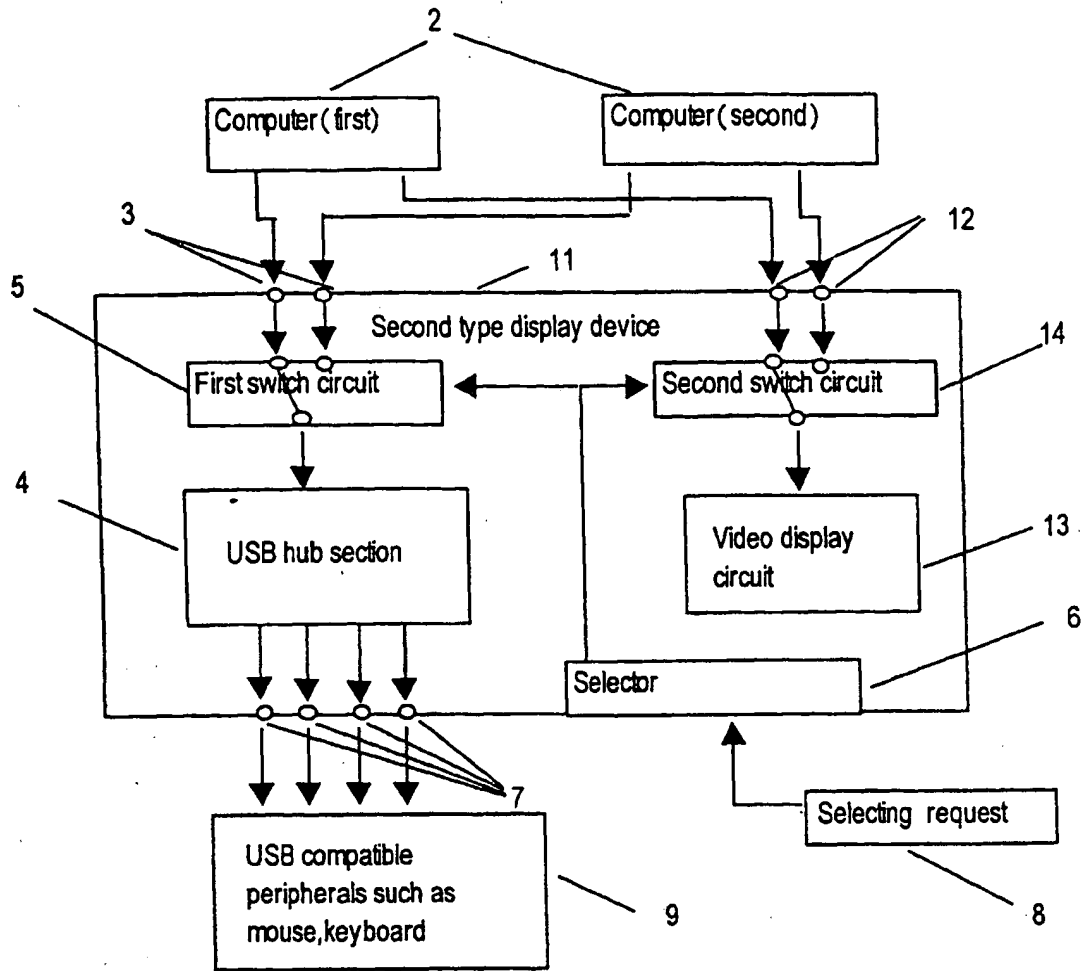 2
Computer(first)
Computer(second)
3
12
11
5
Second type display device
14
First switch circuit
Second switch circuit
4
USB hub section
Video display
circuit
13
6
Selector
7
Selecting request
USB compatible
peripherals such as
mouse,keyboard
9
8